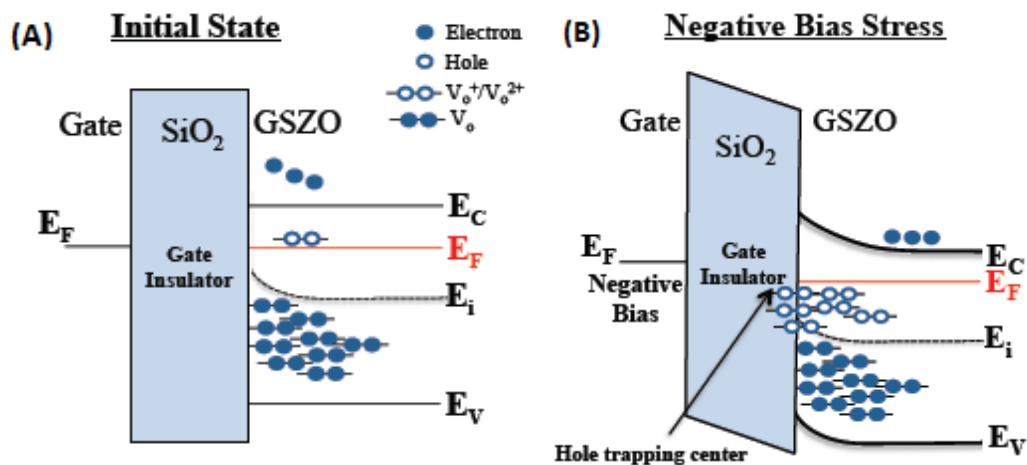 (A)
Initial State
Electron
Hole
Vo+/Vo2+
Vo
Gate
SiO2
GSZO
EC
EF
EF
Gate
Insulator
Ei
EV
(B)
Negative Bias Stress
Gate
SiO2
GSZO
EF
Negative
Bias
Gate
Insulator
EC
EF
Ei
EV
Hole trapping center